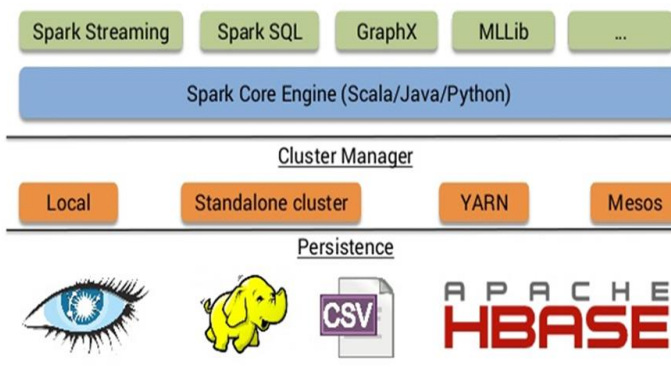 Spark Streaming
Spark SQL
GraphX
MLLib
...
Spark Core Engine (Scala/Java/Python)
Cluster Manager
Local
Standalone cluster
YARN
Mesos
Persistence
CSV
APACHE
HBASE